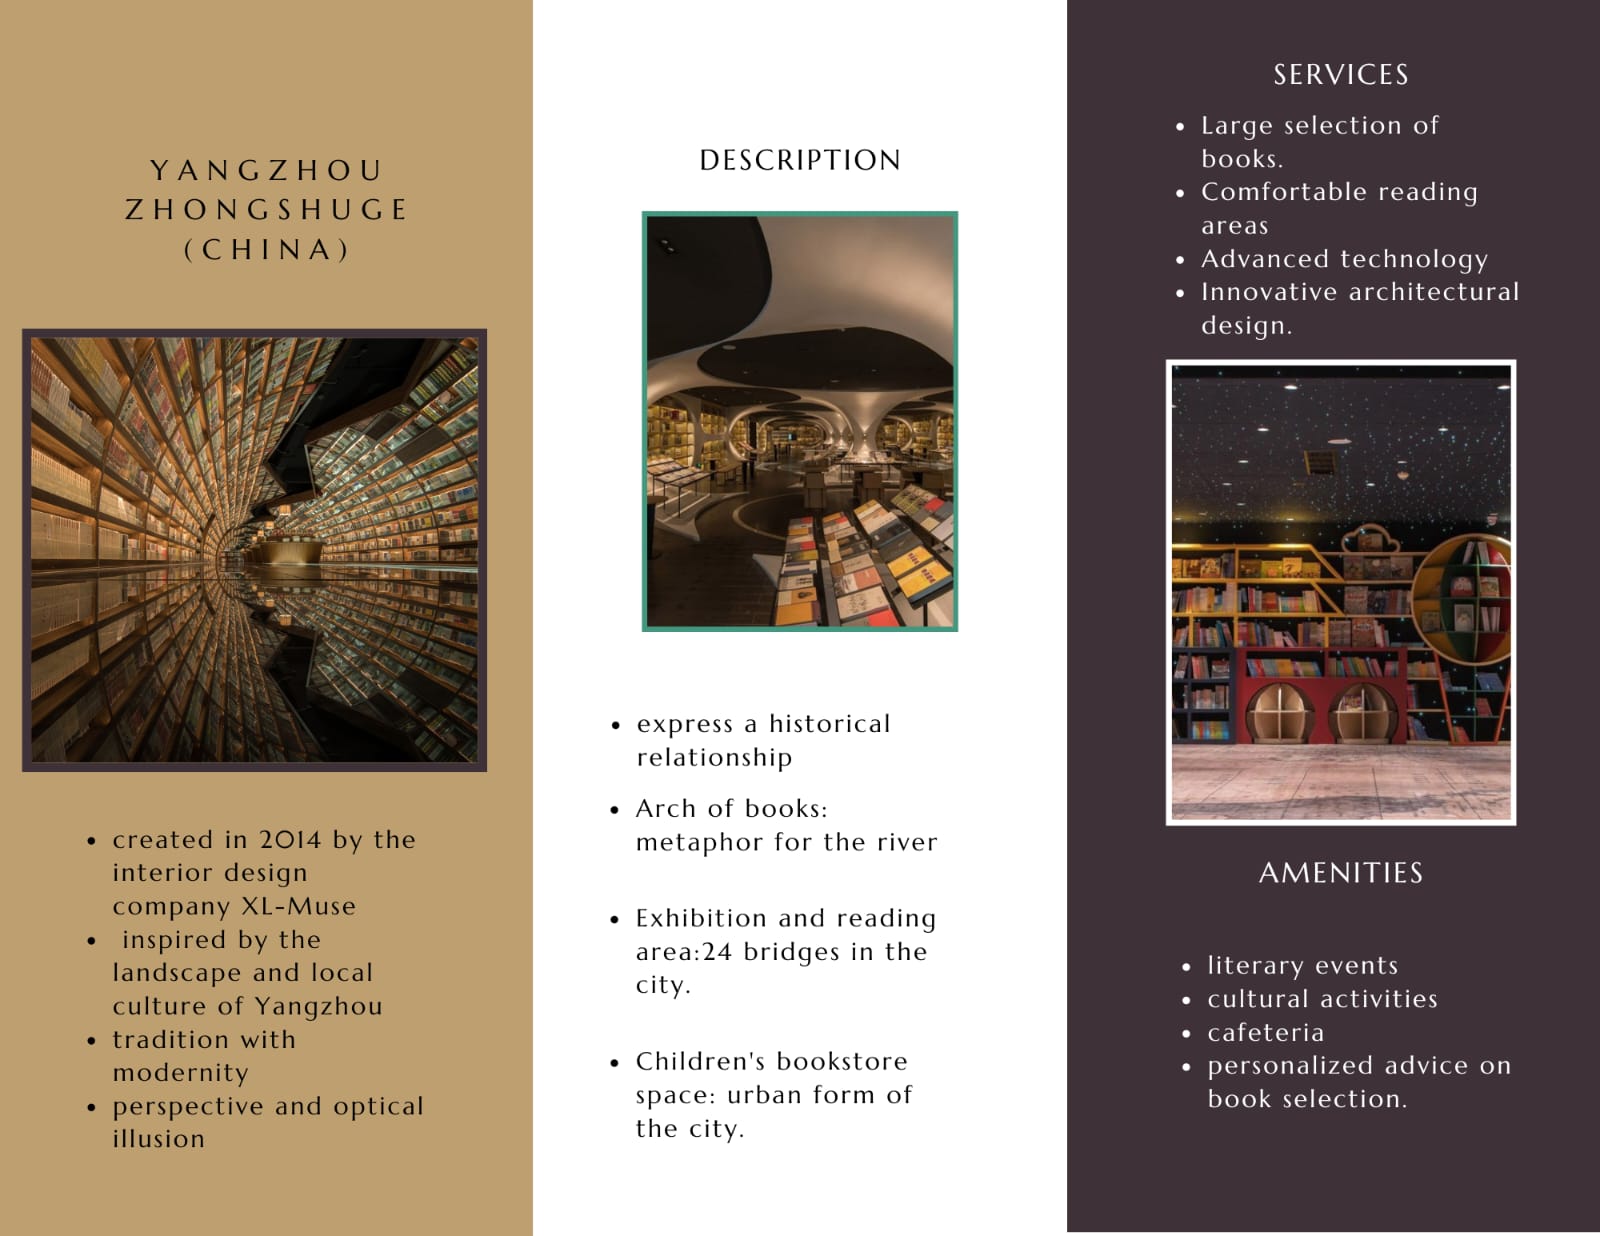 YANGZHOU
ZHONGSHUGE
(CHINA)
• created in 2014 by the
interior design
company XL-Muse
• inspired by the
landscape and local
culture of Yangzhou
• tradition with
modernity
• perspective and optical
illusion
DESCRIPTION
• express a historical
relationship
• Arch of books:
metaphor for the river
• Exhibition and reading
area:24 bridges in the
city.
• Children's bookstore
space: urban form of
the city.
SERVICES
• Large selection of
books.
• Comfortable reading
areas
• Advanced technology
• Innovative architectural
design.
AMENITIES
• literary events
• cultural activities
• cafeteria
• personalized advice on
book selection.